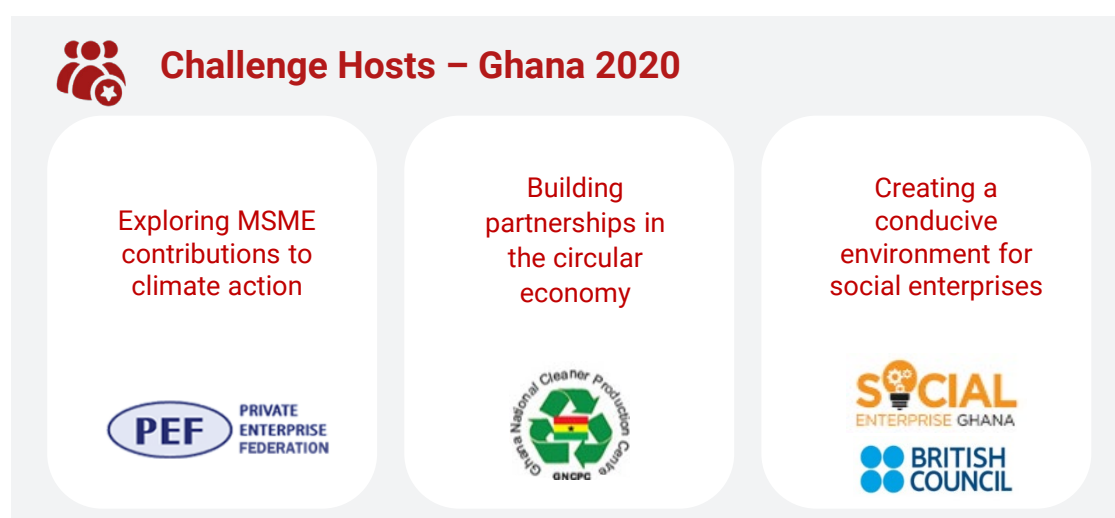 Challenge Hosts – Ghana 2020
Exploring MSME
contributions to
climate action
PEF
PRIVATE
ENTERPRISE
FEDERATION
Building
partnerships in
the circular
economy
Ghana National Cleaner Production Centre
GNCPC
Creating a
conducive
environment for
social enterprises
SOCIAL
ENTERPRISE GHANA
BRITISH
COUNCIL